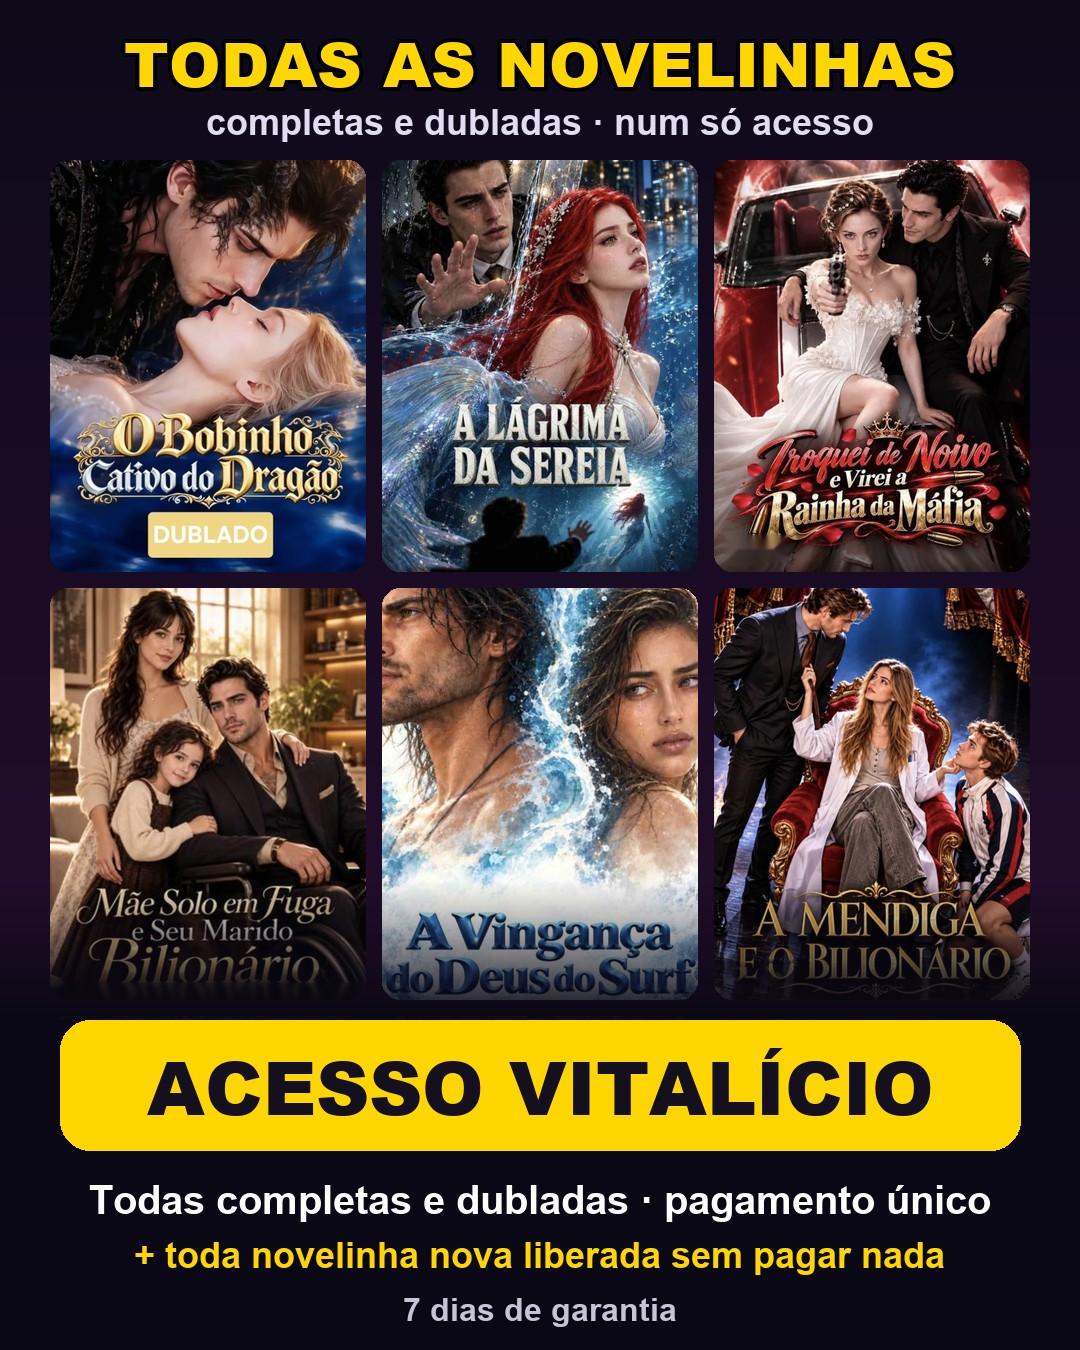 TODAS AS NOVELINHAS
completas e dubladas · num só acesso
O Bobinho
Cativo do Dragão
DUBLADO
A LÁGRIMA
DA SEREIA
Troquei de Noivo
e Virei a
Rainha da Máfia
Mãe Solo em Fuga
e Seu Marido
Bilionário
A Vingança
do Deus do Surf
A MENDIGA
E O BILIONÁRIO
ACESSO VITALÍCIO
Todas completas e dubladas · pagamento único
+ toda novelinha nova liberada sem pagar nada
7 dias de garantia